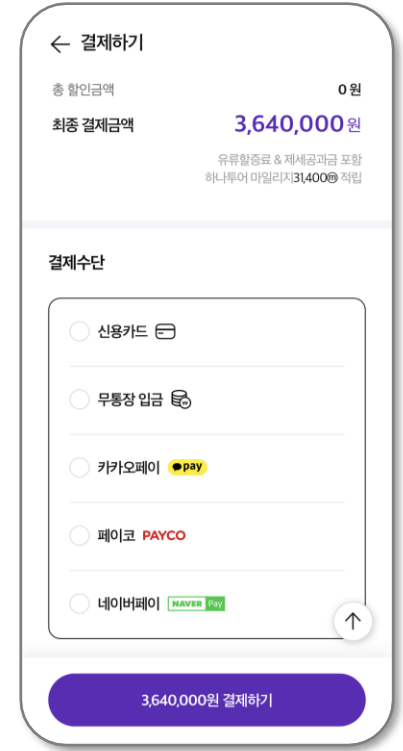 결제하기
총 할인금액 0 원
최종 결제금액 3,640,000 원
유류할증료 & 제세공과금 포함
하나투어 마일리지31,400ⓜ 적립
결제수단
신용카드
무통장 입금
카카오페이 pay
페이코 PAYCO
네이버페이 NAVER Pay
3,640,000원 결제하기